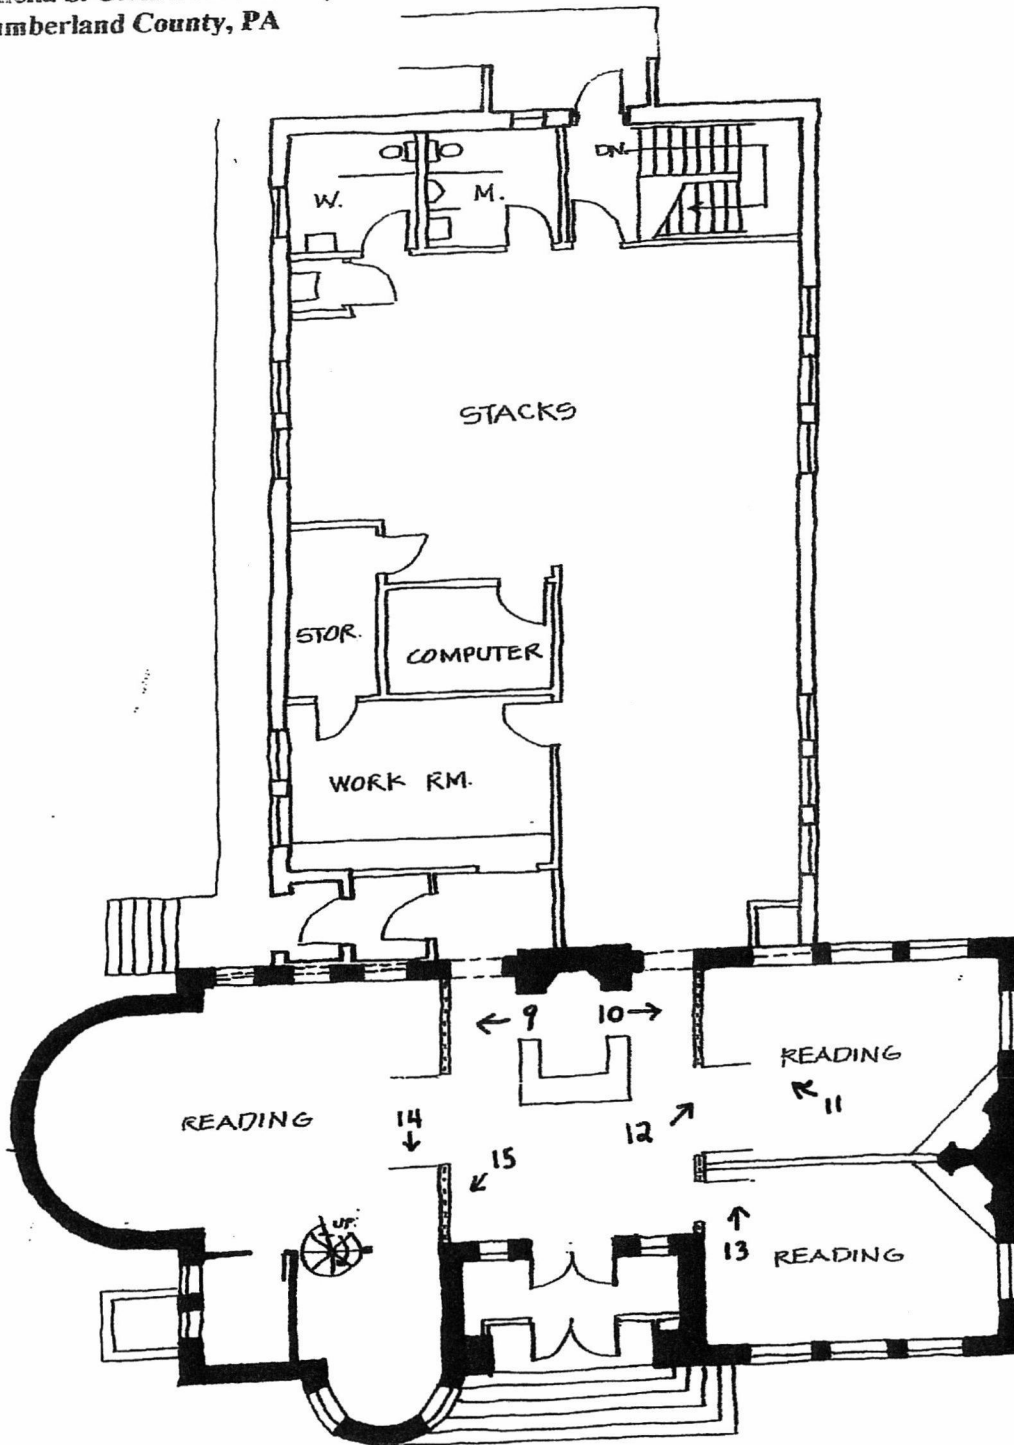 umberland County, PA
DN.
W.
M.
STACKS
STOR.
COMPUTER
WORK RM.
← 9
10 →
READING
11
READING
14
12
15
UP.
13
READING